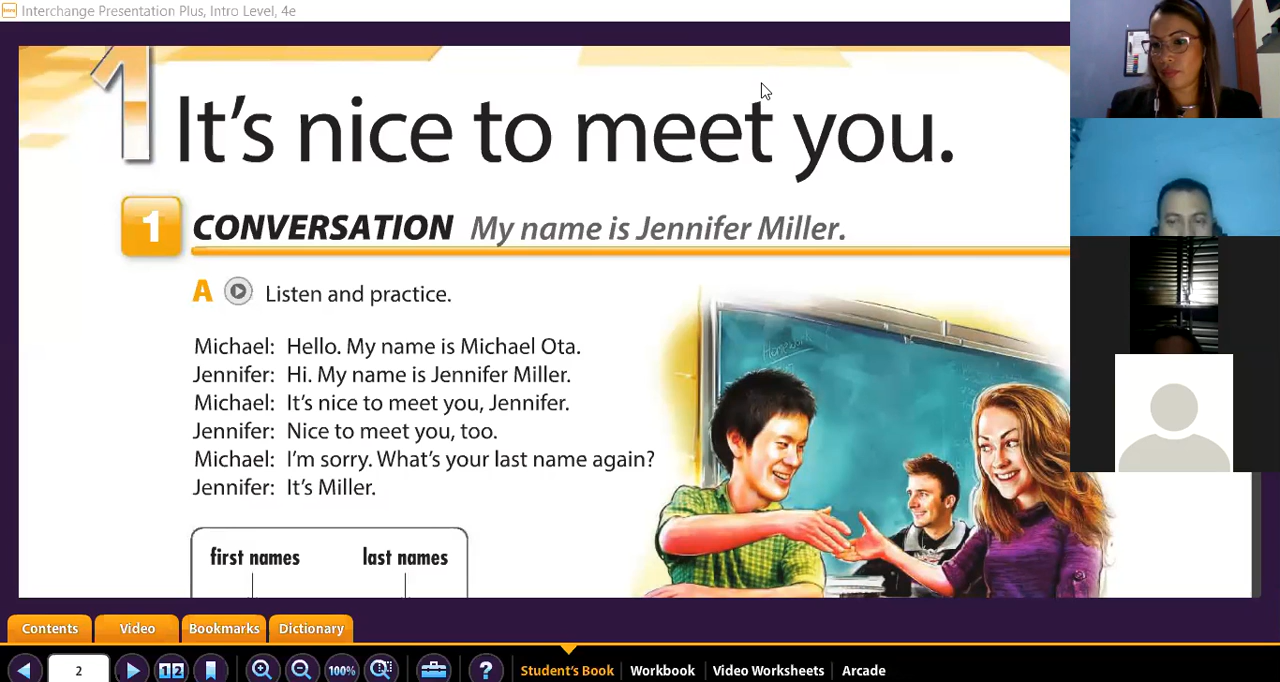 Interchange Presentation Plus, Intro Level, 4e
1
It's nice to meet you.
1 CONVERSATION My name is Jennifer Miller.
A Listen and practice.
Homework
Michael: Hello. My name is Michael Ota.
Jennifer: Hi. My name is Jennifer Miller.
Michael: It's nice to meet you, Jennifer.
Jennifer: Nice to meet you, too.
Michael: I'm sorry. What's your last name again?
Jennifer: It's Miller.
first names last names
Contents Video Bookmarks Dictionary
2 1 2 100% ? Student's Book Workbook Video Worksheets Arcade